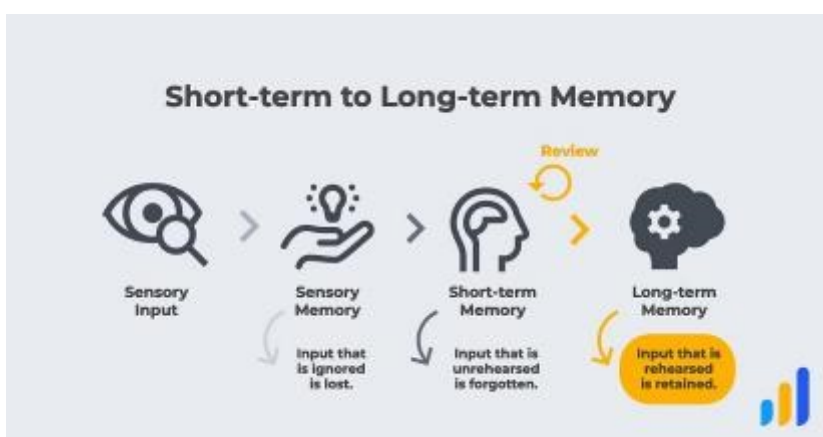 Short-term to Long-term Memory
Review
Sensory
Input
Sensory
Memory
Short-term
Memory
Long-term
Memory
Input that
is ignored
is lost.
Input that is
unrehearsed
is forgotten.
Input that is
rehearsed
is retained.